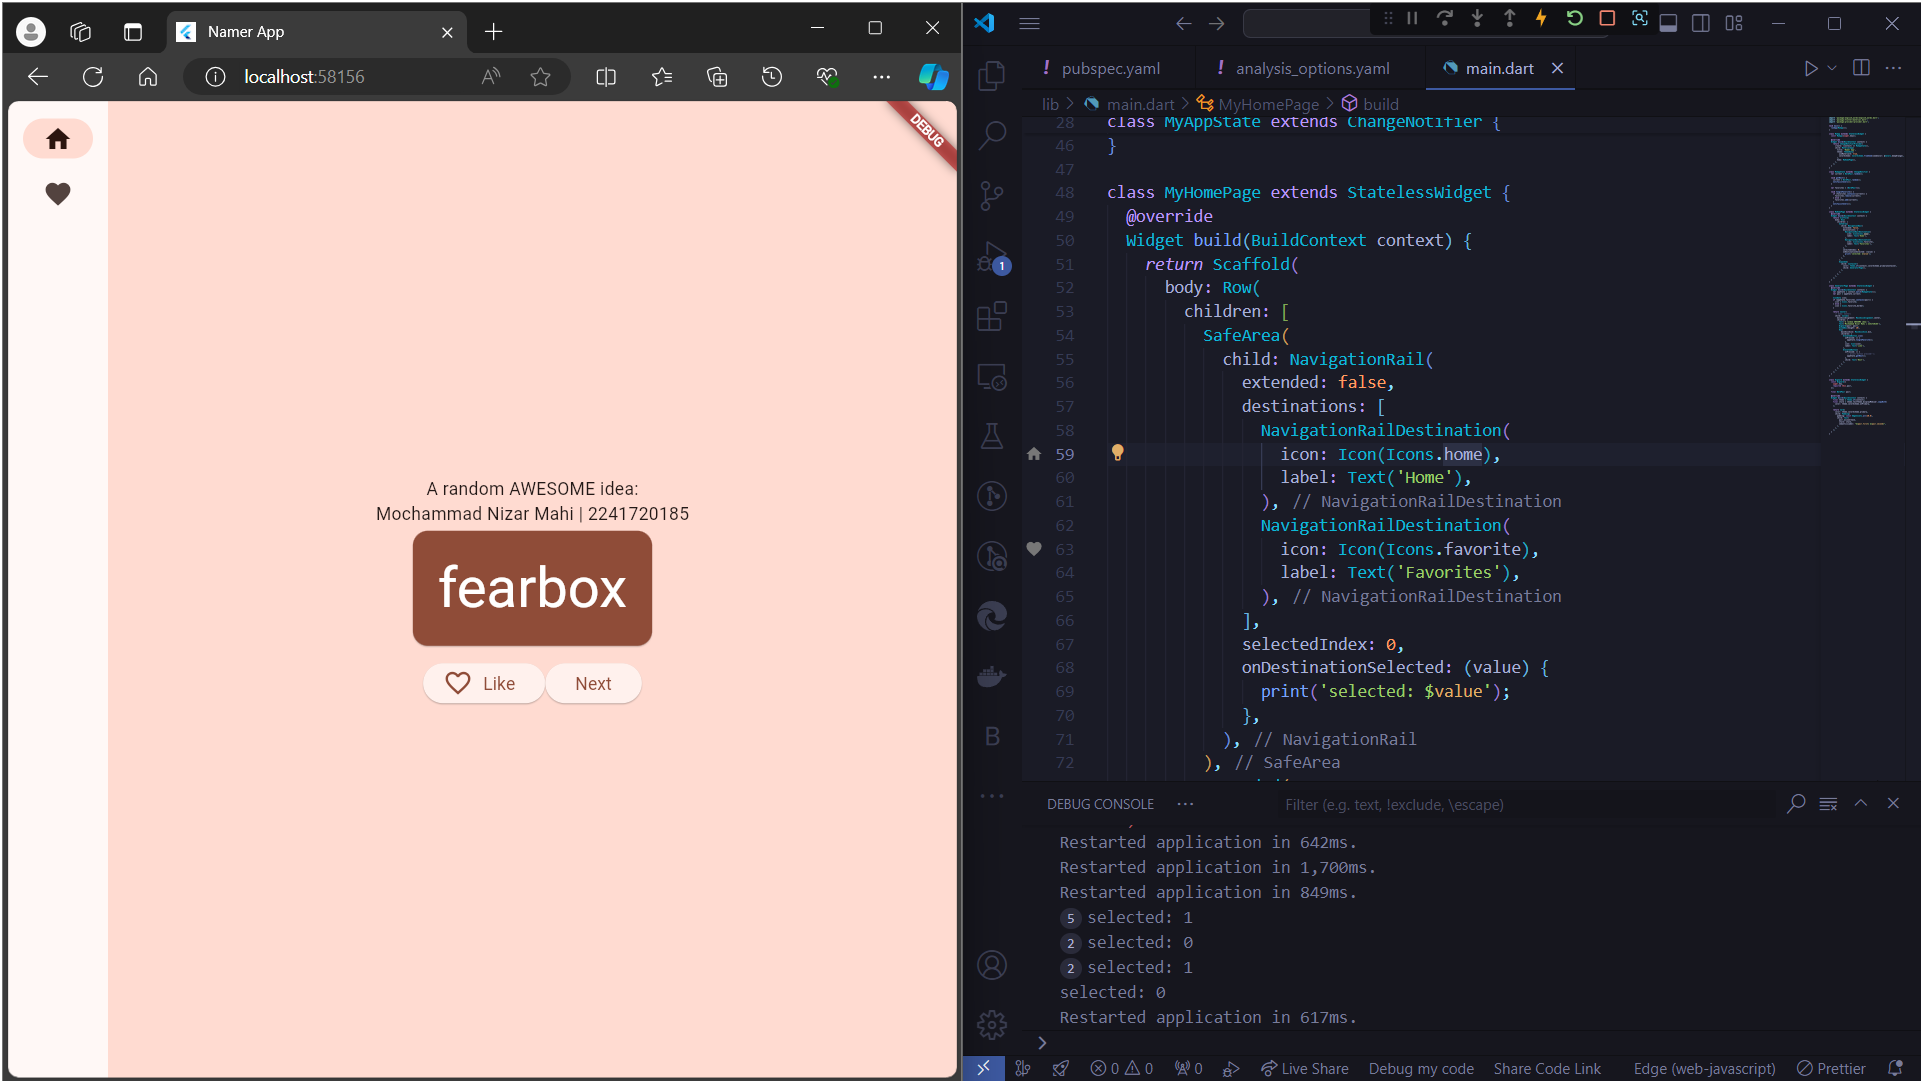 Namer App
localhost:58156
DEBUG
A random AWESOME idea:
Mochammad Nizar Mahi | 2241720185
fearbox
Like
Next
pubspec.yaml
analysis_options.yaml
main.dart
lib > main.dart > MyHomePage > build
28 class MyAppState extends ChangeNotifier {
46 }
47
48 class MyHomePage extends StatelessWidget {
49 @override
50 Widget build(BuildContext context) {
51 return Scaffold(
52 body: Row(
53 children: [
54 SafeArea(
55 child: NavigationRail(
56 extended: false,
57 destinations: [
58 NavigationRailDestination(
59 icon: Icon(Icons.home),
60 label: Text('Home'),
61 ), // NavigationRailDestination
62 NavigationRailDestination(
63 icon: Icon(Icons.favorite),
64 label: Text('Favorites'),
65 ), // NavigationRailDestination
66 ],
67 selectedIndex: 0,
68 onDestinationSelected: (value) {
69 print('selected: $value');
70 },
71 ), // NavigationRail
72 ), // SafeArea
1
B
DEBUG CONSOLE
Filter (e.g. text, !exclude, \escape)
Restarted application in 642ms.
Restarted application in 1,700ms.
Restarted application in 849ms.
5 selected: 1
2 selected: 0
2 selected: 1
selected: 0
Restarted application in 617ms.
>
0 0 0 Live Share Debug my code Share Code Link Edge (web-javascript) Prettier